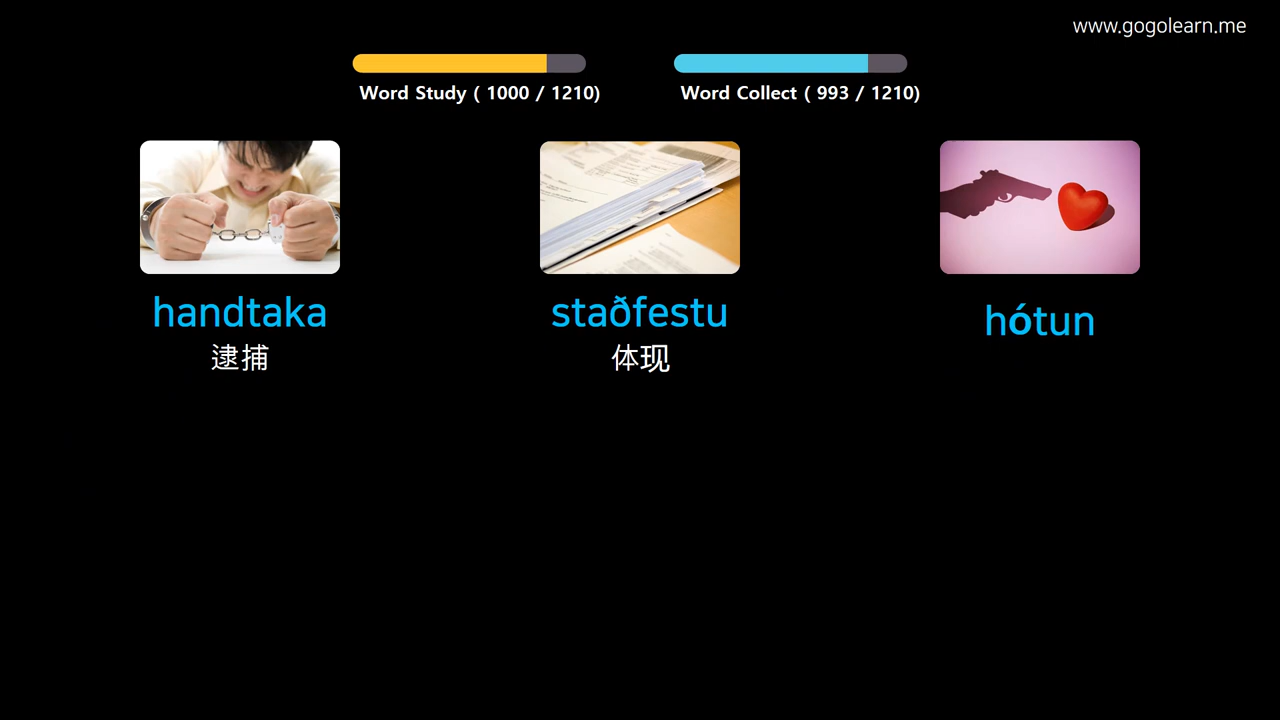 www.gogolearn.me
Word Study ( 1000 / 1210)
Word Collect ( 993 / 1210)
handtaka
逮捕
staðfestu
体现
hótun